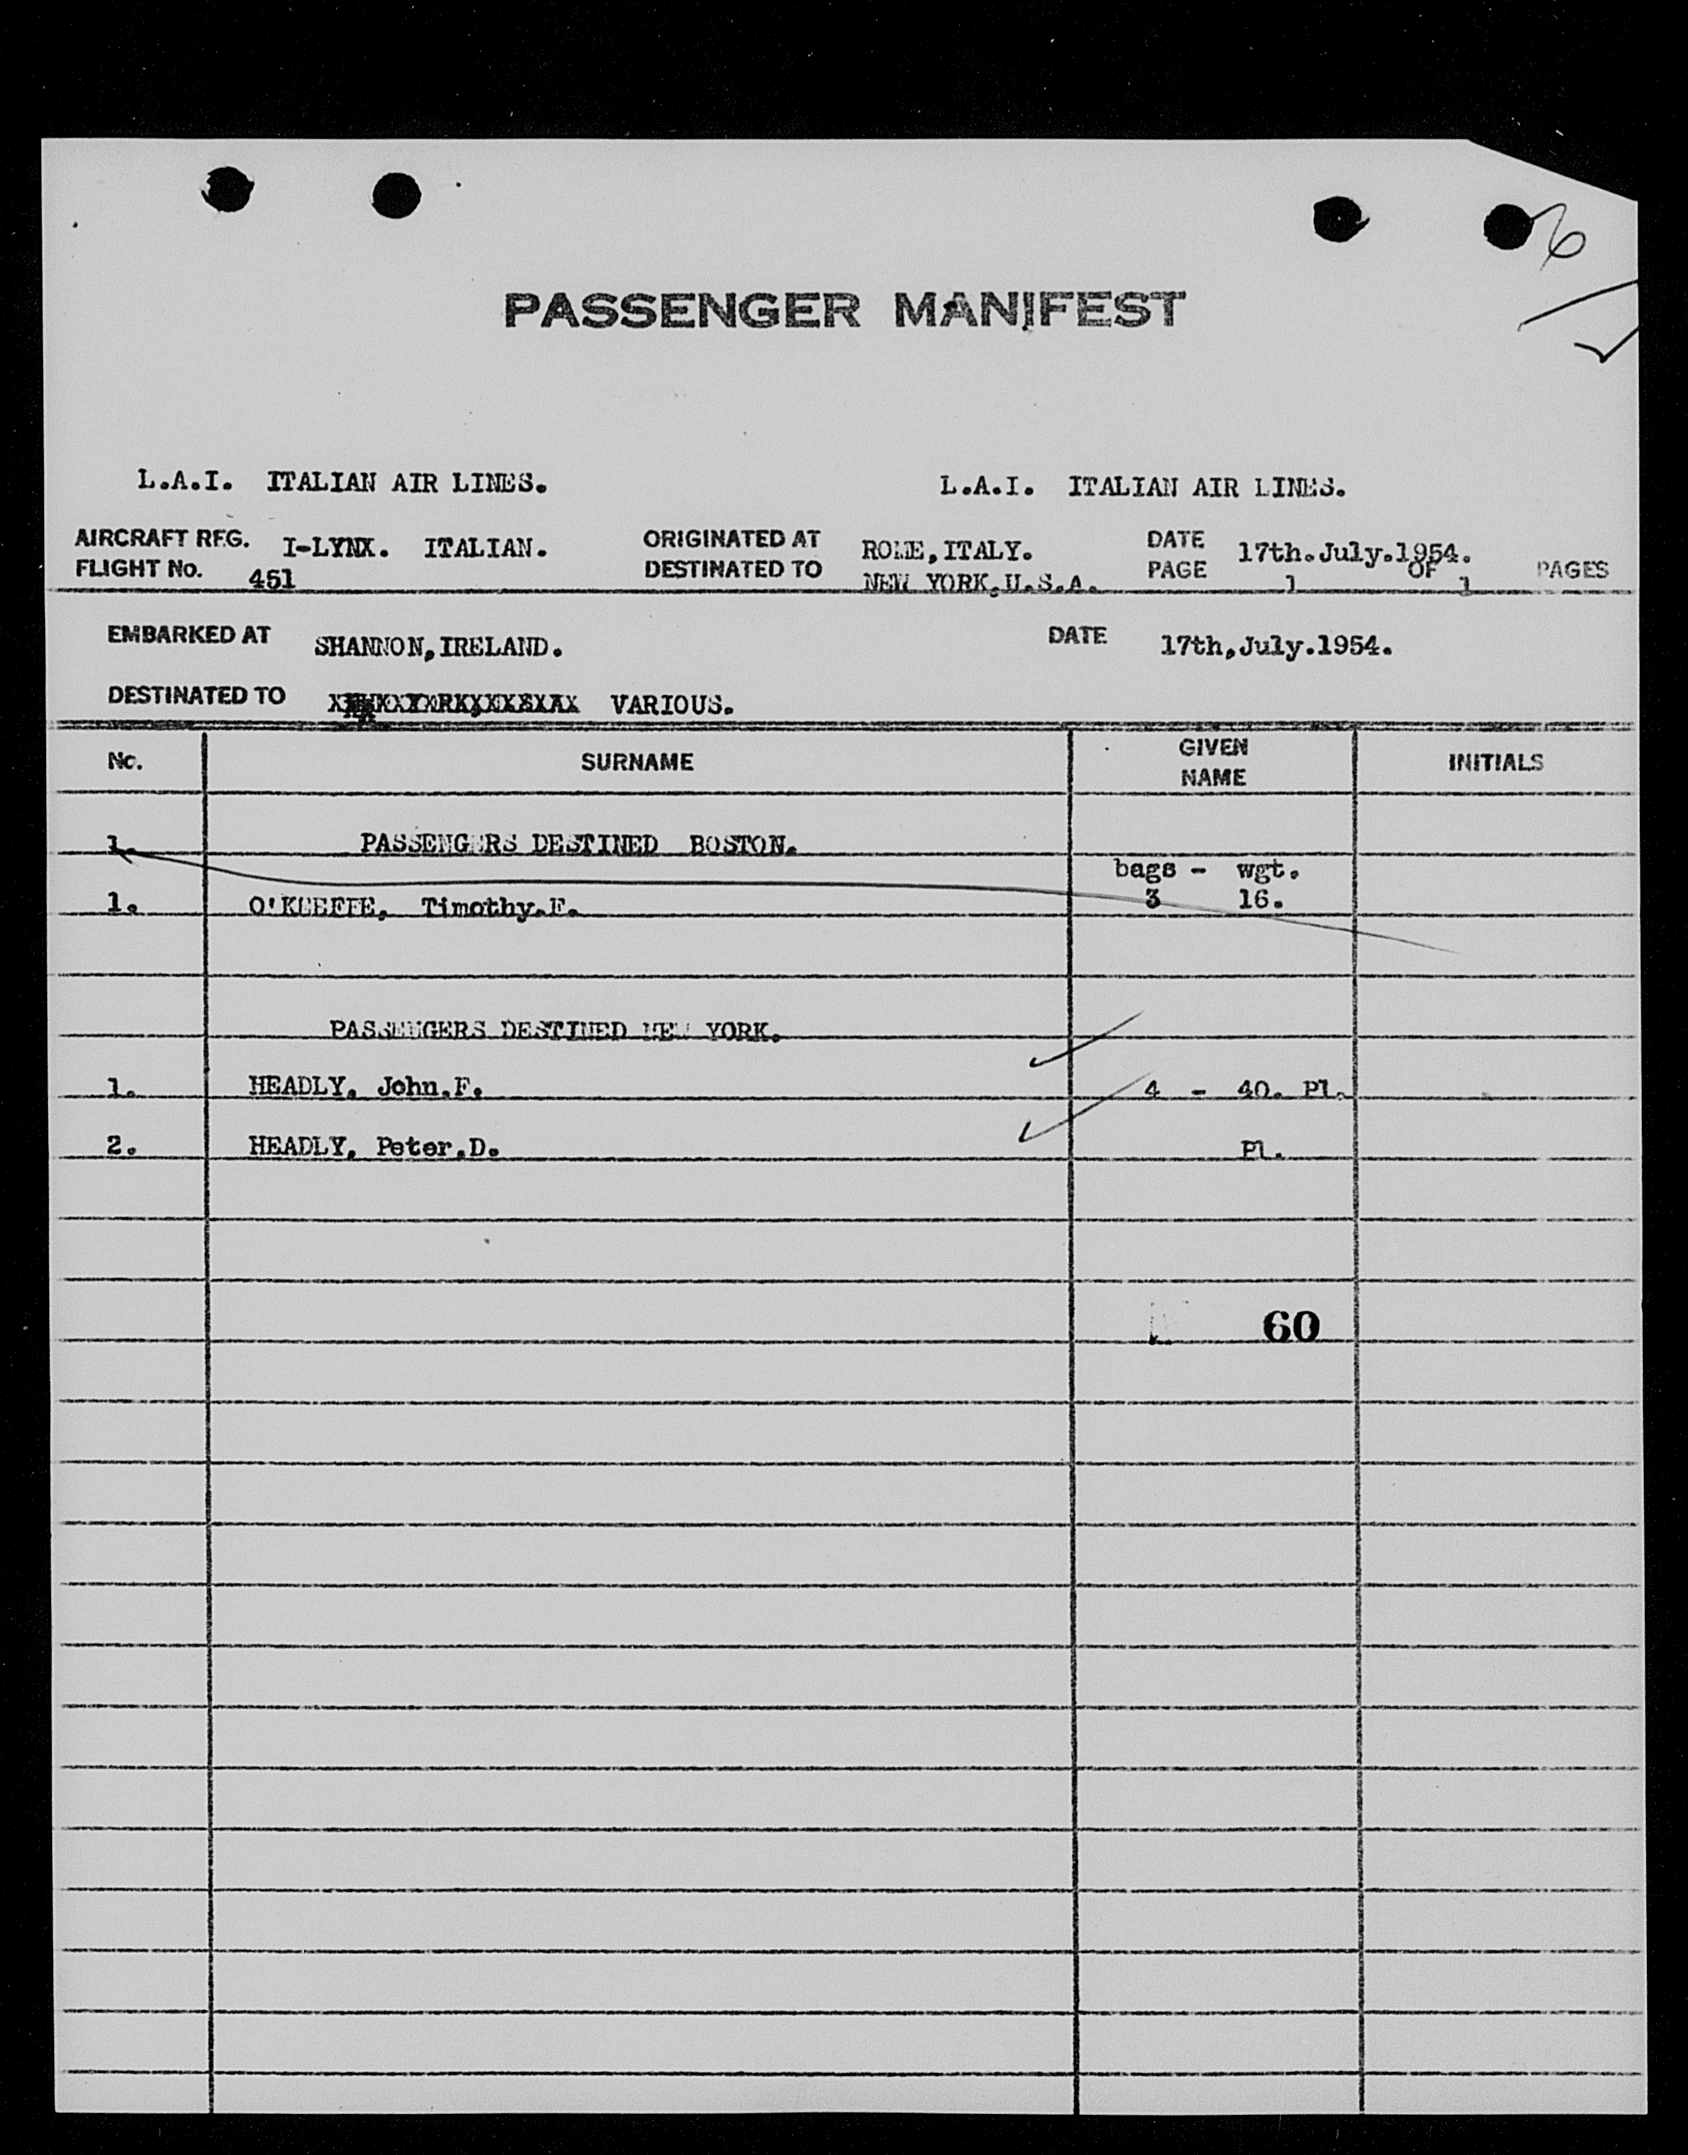 6
PASSENGER MANIFEST
L.A.I. ITALIAN AIR LINES. L.A.I. ITALIAN AIR LINES.
AIRCRAFT REG. I-LYNX. ITALIAN. ORIGINATED AT ROME,ITALY. DATE 17th.July.1954.
FLIGHT No. 451 DESTINATED TO NEW YORK,U.S.A. PAGE 1 OF 1 PAGES
EMBARKED AT SHANNON,IRELAND. DATE 17th,July.1954.
DESTINATED TO VARIOUS.
No. SURNAME GIVEN NAME INITIALS
1. PASSENGERS DESTINED BOSTON.
bags - wgt.
1. O'KEEFFE, Timothy.F. 3 16.
PASSENGERS DESTINED NEW YORK.
1. HEADLY, John.F. 4 - 40. Pl.
2. HEADLY, Peter.D. Pl.
60